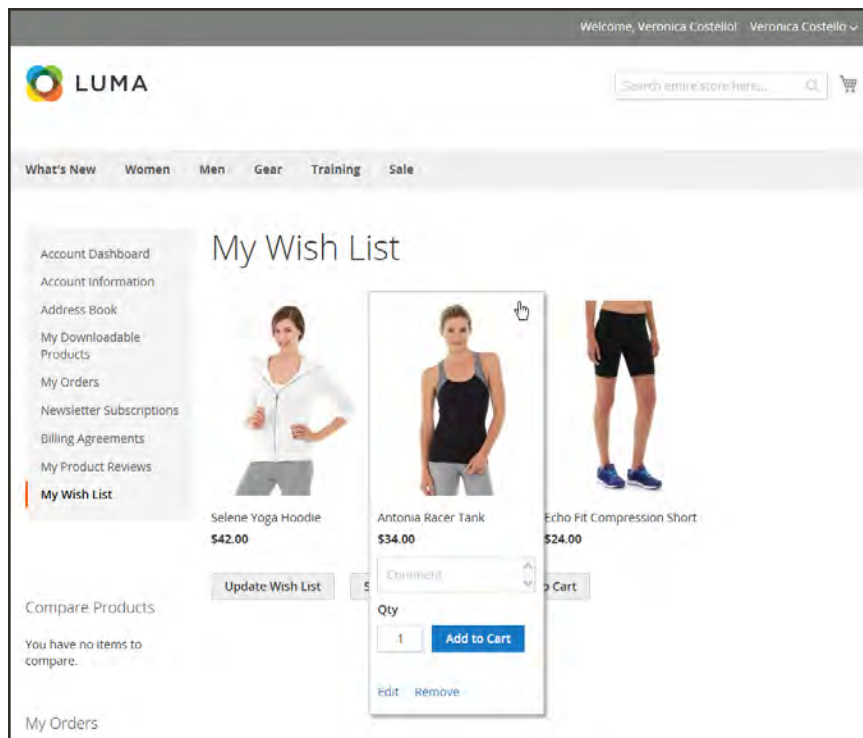 Welcome, Veronica Costello! Veronica Costello
LUMA
Search entire store here...
What's New Women Men Gear Training Sale
My Wish List
Account Dashboard
Account Information
Address Book
My Downloadable
Products
My Orders
Newsletter Subscriptions
Billing Agreements
My Product Reviews
My Wish List
Selene Yoga Hoodie
$42.00
Antonia Racer Tank
$34.00
Echo Fit Compression Short
$24.00
Comment
Qty
1
Add to Cart
Edit Remove
Update Wish List
o Cart
Compare Products
You have no items to
compare.
My Orders